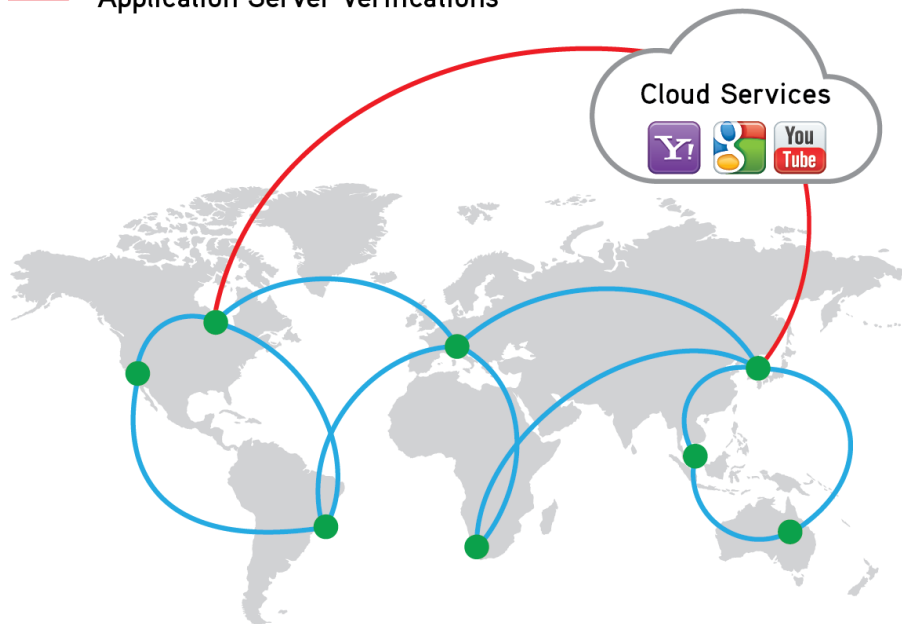 Application Server Verifications
Cloud Services
Y!
g
You
Tube